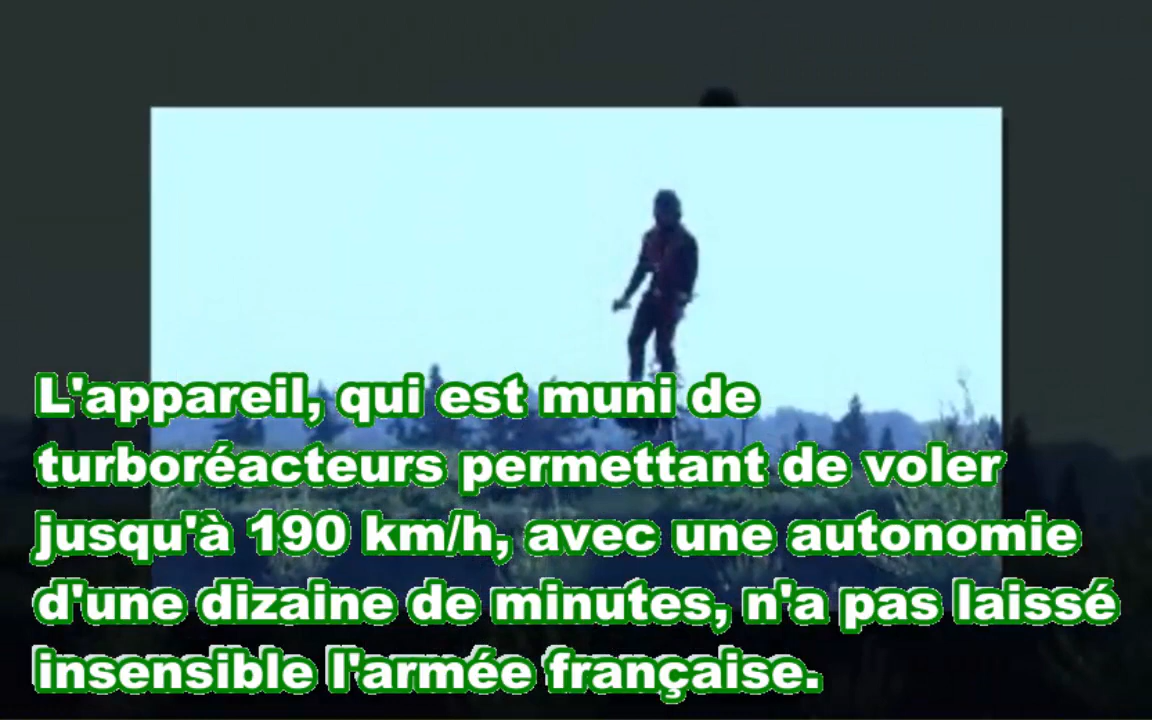 L'appareil, qui est muni de
turboréacteurs permettant de voler
jusqu'à 190 km/h, avec une autonomie
d'une dizaine de minutes, n'a pas laissé
insensible l'armée française.